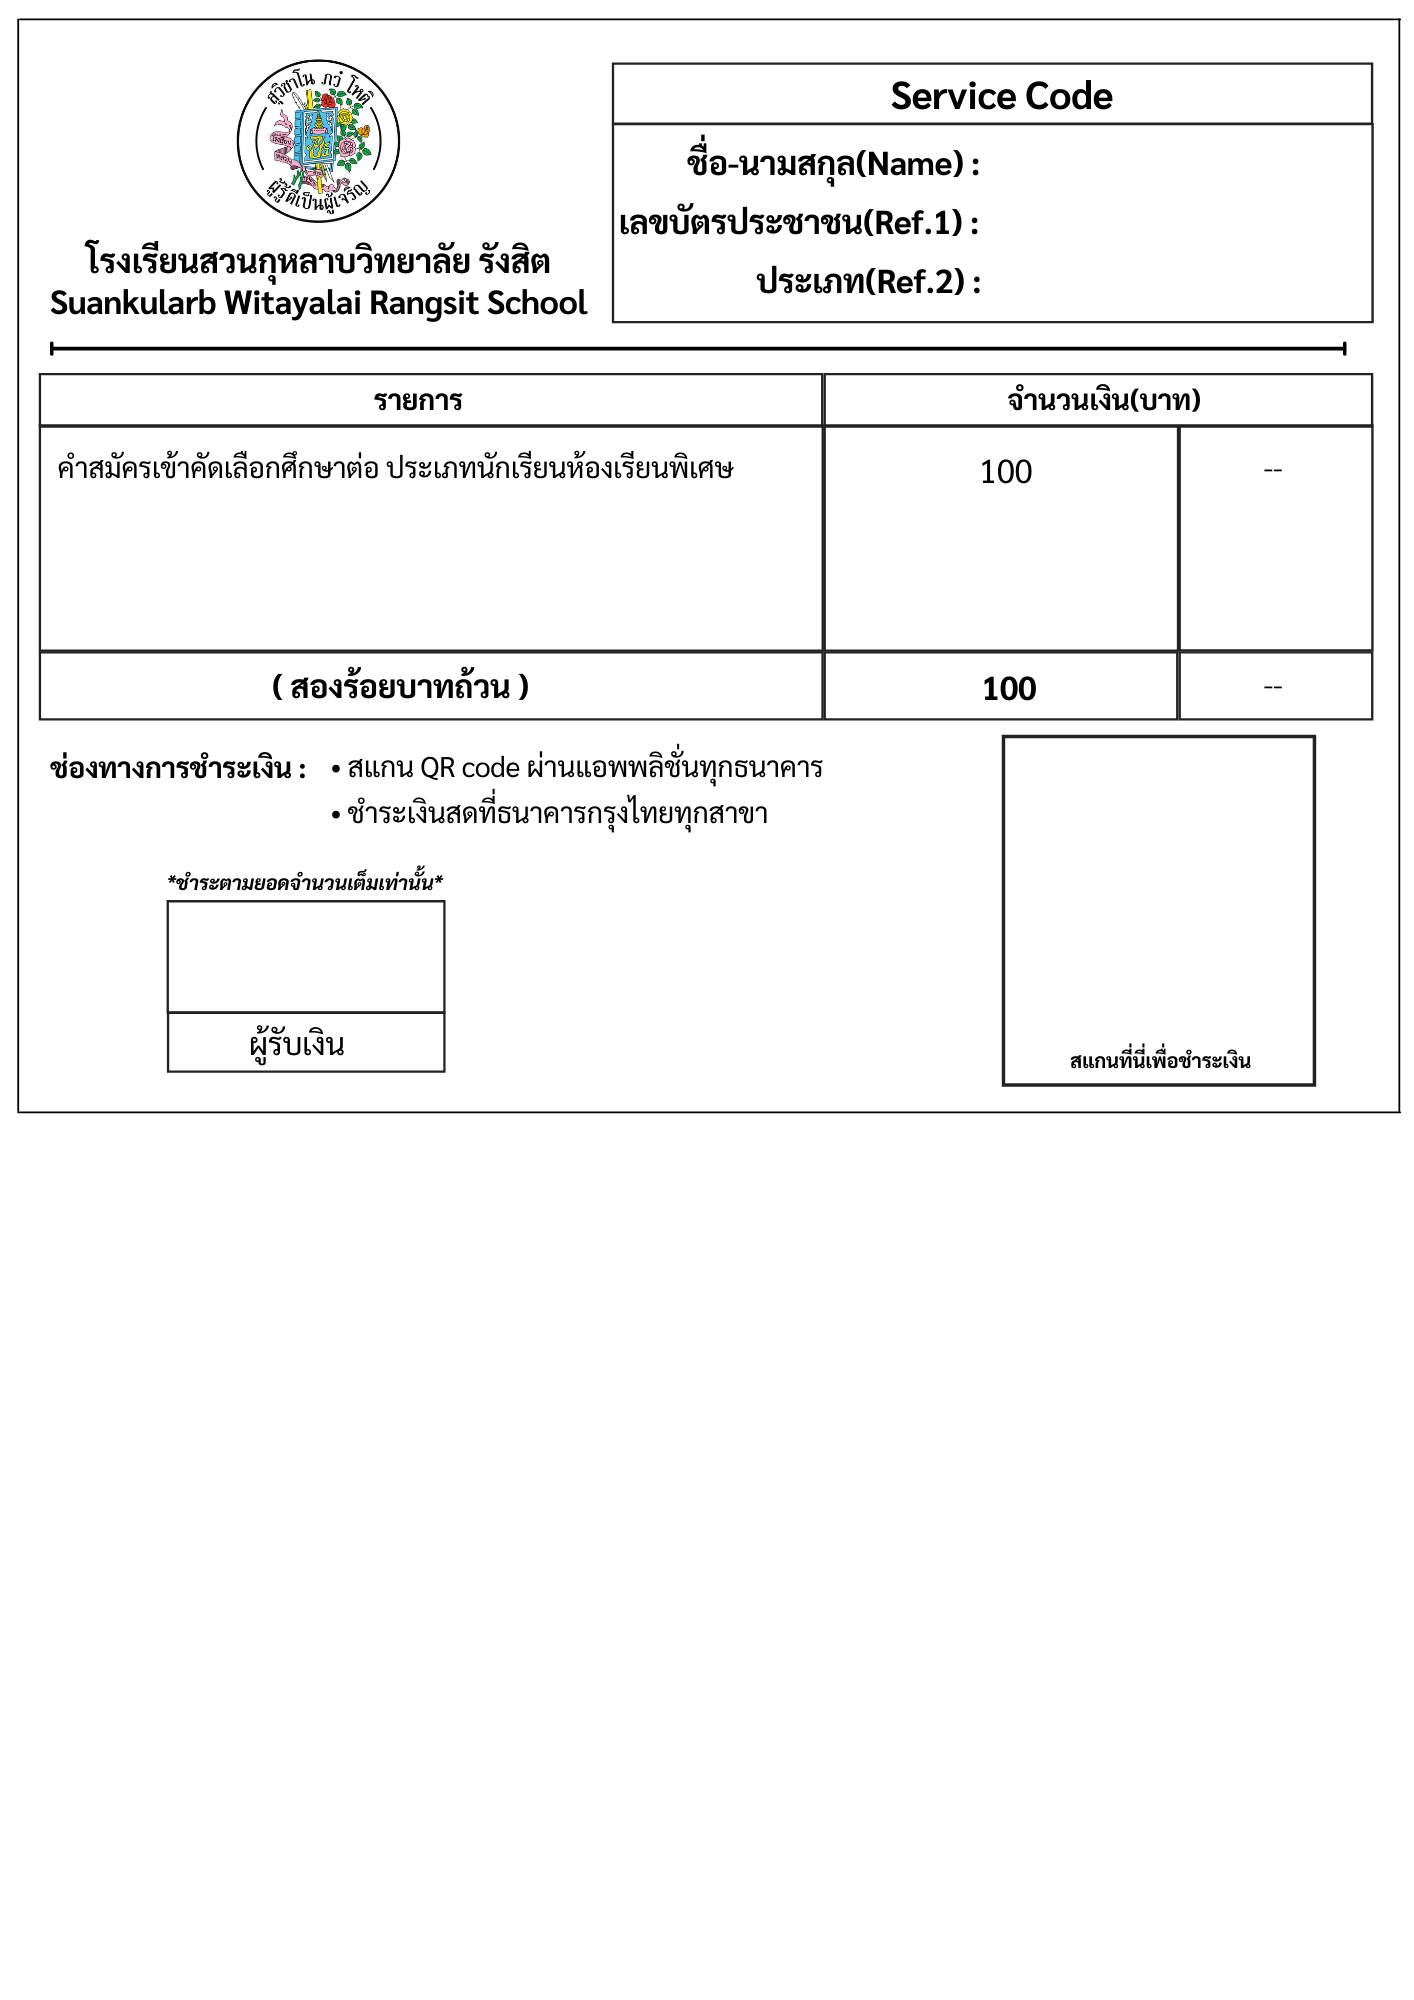 สุวิชาโน ภวํ โหติ
ผู้รู้ดีเป็นผู้เจริญ
โรงเรียนสวนกุหลาบวิทยาลัย รังสิต
Suankularb Witayalai Rangsit School
Service Code
ชื่อ-นามสกุล(Name) :
เลขบัตรประชาชน(Ref.1) :
ประเภท(Ref.2) :
รายการ จำนวนเงิน(บาท)
คำสมัครเข้าคัดเลือกศึกษาต่อ ประเภทนักเรียนห้องเรียนพิเศษ 100 --
( สองร้อยบาทถ้วน ) 100 --
ช่องทางการชำระเงิน : • สแกน QR code ผ่านแอพพลิชั่นทุกธนาคาร
• ชำระเงินสดที่ธนาคารกรุงไทยทุกสาขา
*ชำระตามยอดจำนวนเต็มเท่านั้น*
ผู้รับเงิน
สแกนที่นี่เพื่อชำระเงิน